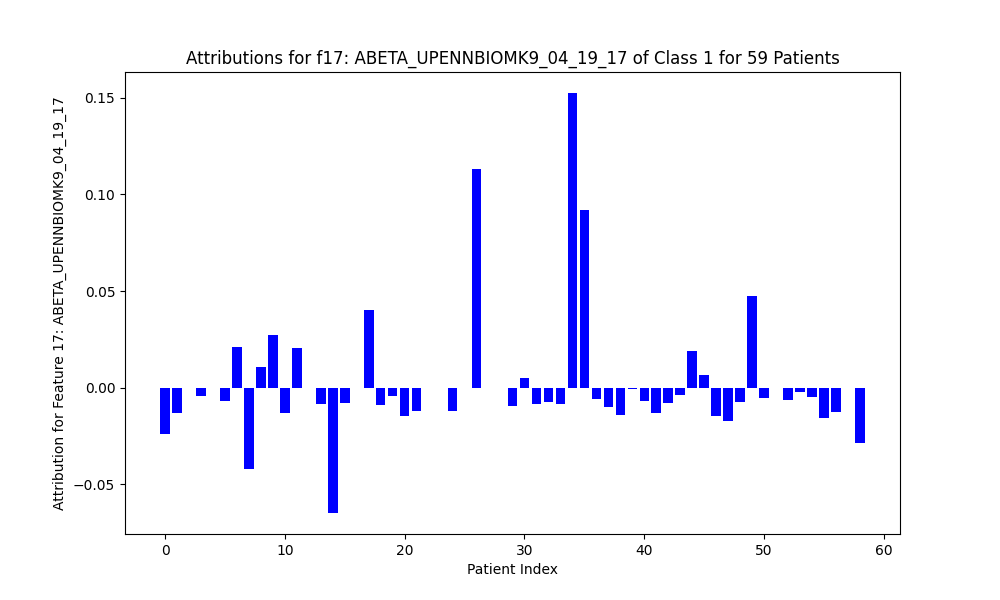 Attributions for f17: ABETA_UPENNBIOMK9_04_19_17 of Class 1 for 59 Patients
Attribution for Feature 17: ABETA_UPENNBIOMK9_04_19_17
0.15
0.10
0.05
0.00
−0.05
0 10 20 30 40 50 60
Patient Index